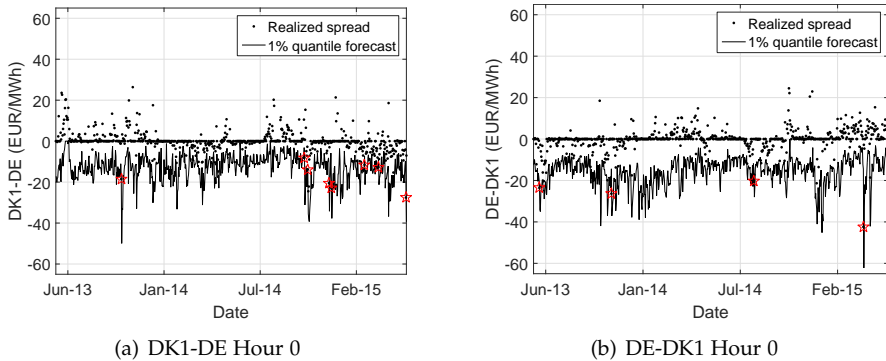 60
40
20
0
-20
-40
-60
DK1-DE (EUR/MWh)
Realized spread
1% quantile forecast
Jun-13 Jan-14 Jul-14 Feb-15
Date
(a) DK1-DE Hour 0
60
40
20
0
-20
-40
-60
DE-DK1 (EUR/MWh)
Realized spread
1% quantile forecast
Jun-13 Jan-14 Jul-14 Feb-15
Date
(b) DE-DK1 Hour 0